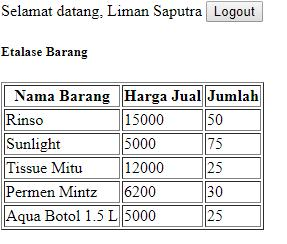 Selamat datang, Liman Saputra Logout
Etalase Barang
Nama Barang Harga Jual Jumlah
Rinso 15000 50
Sunlight 5000 75
Tissue Mitu 12000 25
Permen Mintz 6200 30
Aqua Botol 1.5 L 5000 25